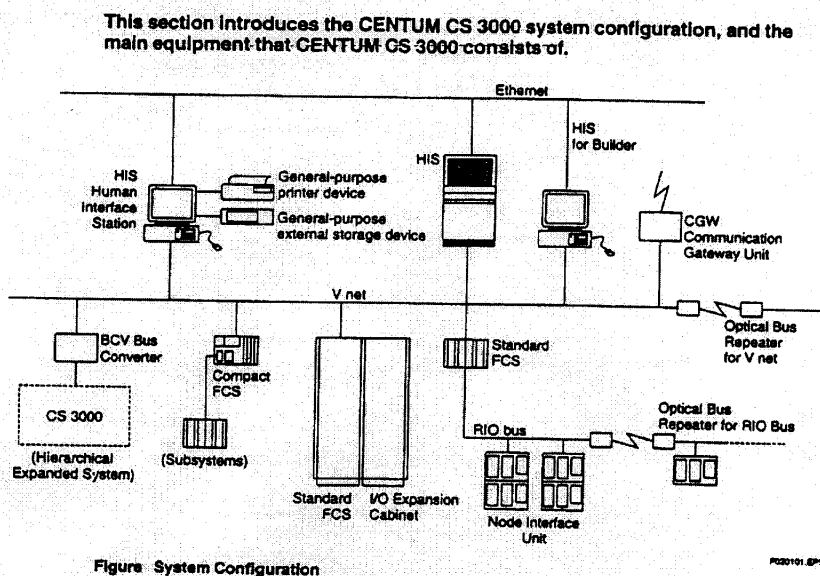 This section introduces the CENTUM CS 3000 system configuration, and the
main equipment that CENTUM CS 3000 consists of.
Ethernet
HIS
Human
Interface
Station
General-purpose
printer device
General-purpose
external storage device
HIS
HIS
for Builder
CGW
Communication
Gateway Unit
V net
BCV Bus
Converter
CS 3000
(Hierarchical
Expanded System)
Compact
FCS
(Subsystems)
Standard
FCS
I/O Expansion
Cabinet
Standard
FCS
Optical Bus
Repeater
for V net
RIO bus
Optical Bus
Repeater for RIO Bus
Node Interface
Unit
Figure System Configuration